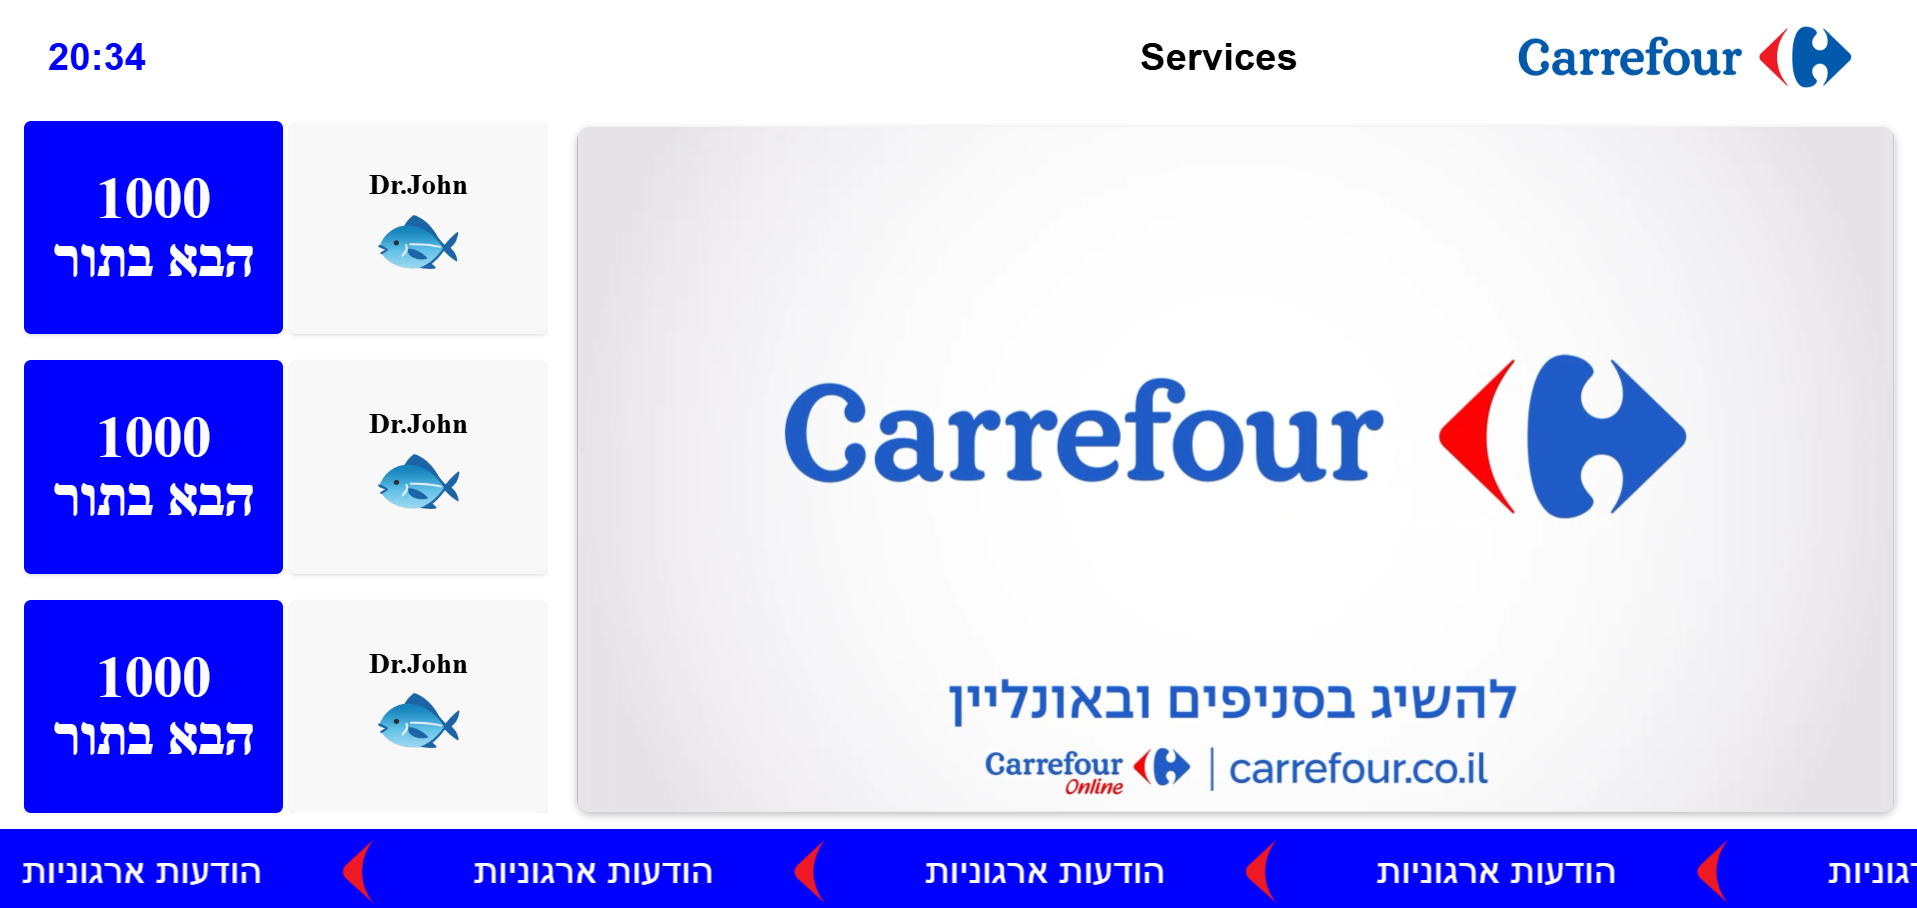 20:34
Services
Carrefour
1000
הבא בתור
Dr.John
1000
הבא בתור
Dr.John
1000
הבא בתור
Dr.John
Carrefour
להשיג בסניפים ובאונליין
Carrefour Online | carrefour.co.il
הודעות ארגוניות
הודעות ארגוניות
הודעות ארגוניות
הודעות ארגוניות